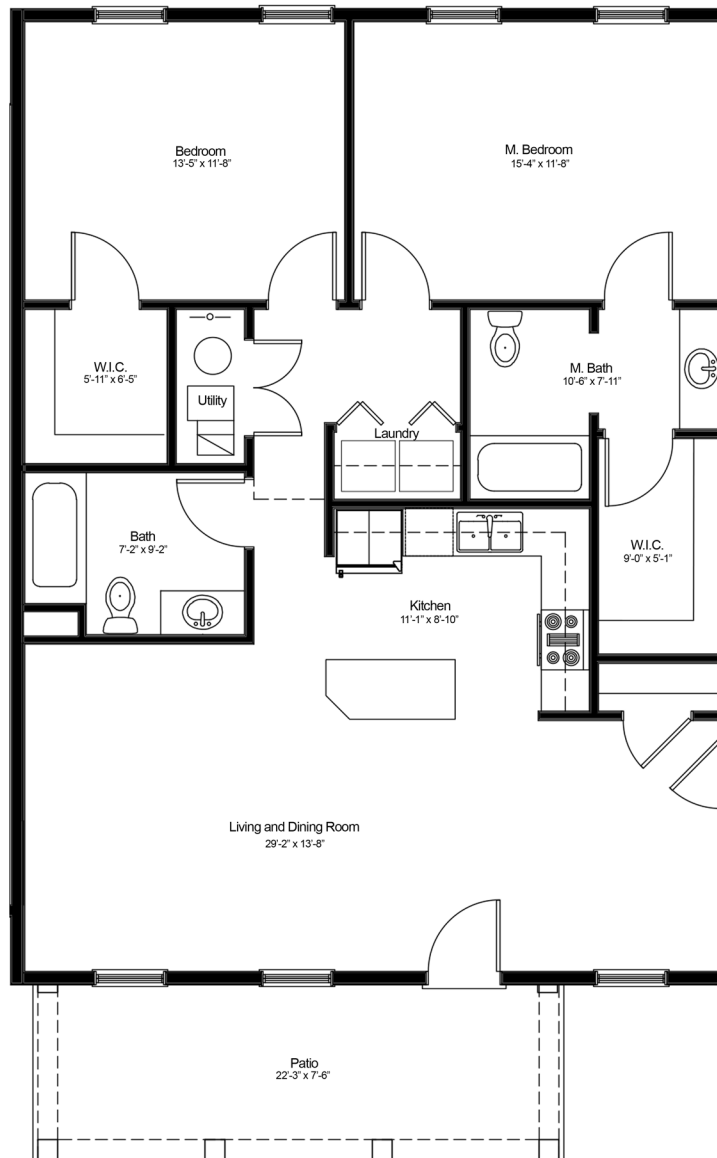 Bedroom
13'-5" x 11'-8"
M. Bedroom
15'-4" x 11'-8"
W.I.C.
5'-11" x 6'-5"
Utility
M. Bath
10'-6" x 7'-11"
Laundry
Bath
7'-2" x 9'-2"
W.I.C.
9'-0" x 5'-1"
Kitchen
11'-1" x 8'-10"
Living and Dining Room
29'-2" x 13'-8"
Patio
22'-3" x 7'-6"